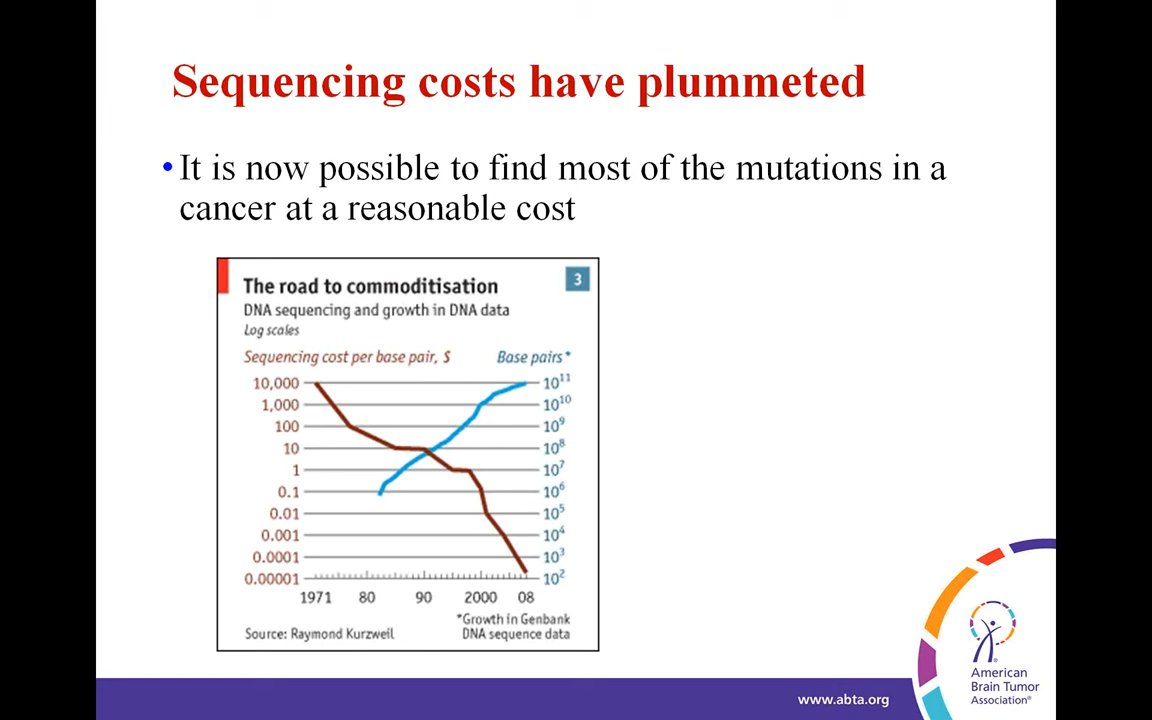 Sequencing costs have plummeted
• It is now possible to find most of the mutations in a
cancer at a reasonable cost
The road to commoditisation 3
DNA sequencing and growth in DNA data
Log scales
Sequencing cost per base pair, $ Base pairs*
10,000 10¹¹
1,000 10¹⁰
100 10⁹
10 10⁸
1 10⁷
0.1 10⁶
0.01 10⁵
0.001 10⁴
0.0001 10³
0.00001 10²
1971 80 90 2000 08
*Growth in Genbank
Source: Raymond Kurzweil DNA sequence data
American
Brain Tumor
Association®
www.abta.org